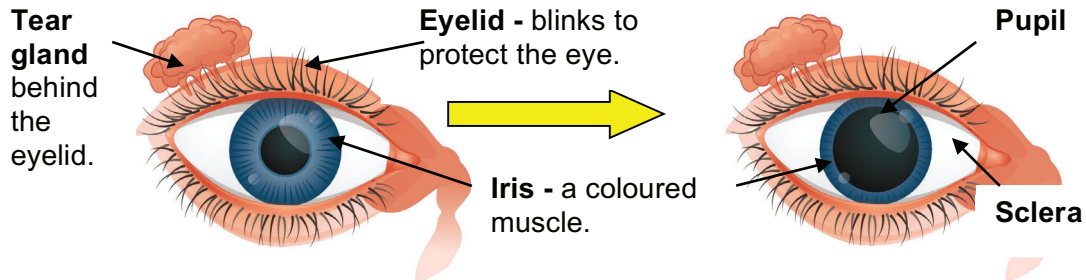 Tear
gland
behind
the
eyelid.
Eyelid - blinks to
protect the eye.
Iris - a coloured
muscle.
Pupil
Sclera